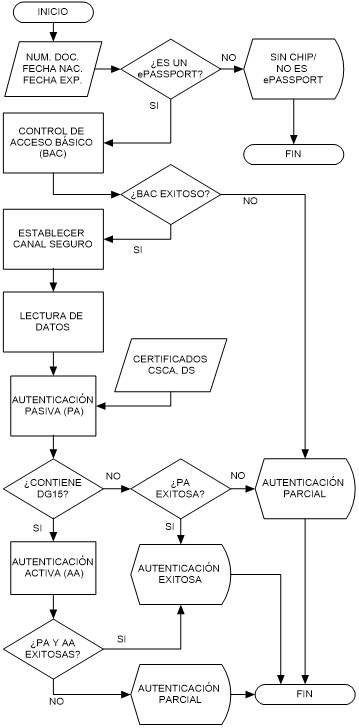 INICIO
NUM. DOC.
FECHA NAC.
FECHA EXP.
¿ES UN
ePASSPORT?
NO
SIN CHIP/
NO ES
ePASSPORT
SI
FIN
CONTROL DE
ACCESO BÁSICO
(BAC)
¿BAC EXITOSO?
NO
SI
ESTABLECER
CANAL SEGURO
LECTURA DE
DATOS
CERTIFICADOS
CSCA, DS
AUTENTICACIÓN
PASIVA (PA)
¿CONTIENE
DG15?
NO
¿PA
EXITOSA?
NO
AUTENTICACIÓN
PARCIAL
SI
SI
AUTENTICACIÓN
ACTIVA (AA)
AUTENTICACIÓN
EXITOSA
¿PA Y AA
EXITOSAS?
SI
NO
AUTENTICACIÓN
PARCIAL
FIN